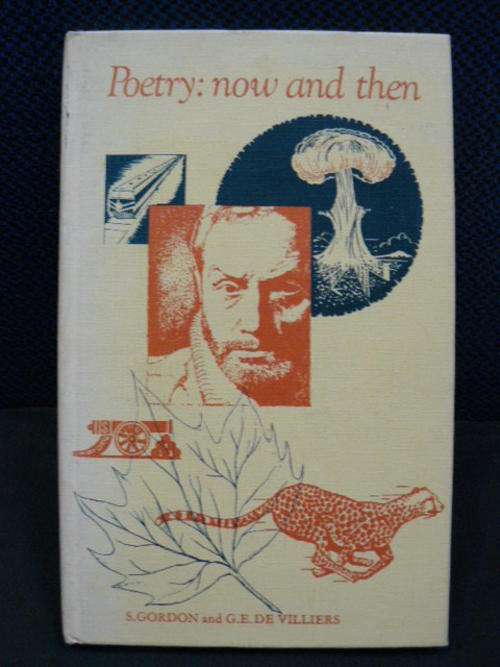 Poetry: now and then
S.GORDON and G.E.DE VILLIERS